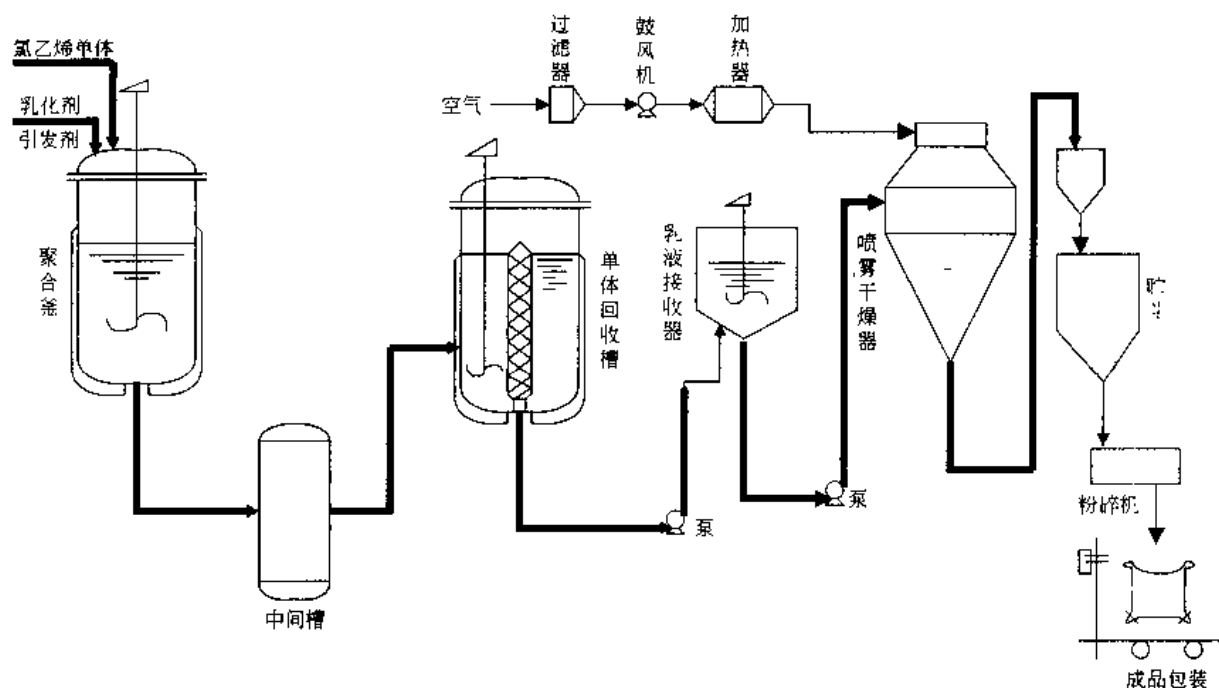 氯乙烯单体
乳化剂
引发剂
聚合釜
中间槽
单体回收槽
泵
乳液接收器
泵
空气
过滤器
鼓风机
加热器
喷雾干燥器
粉碎机
成品包装